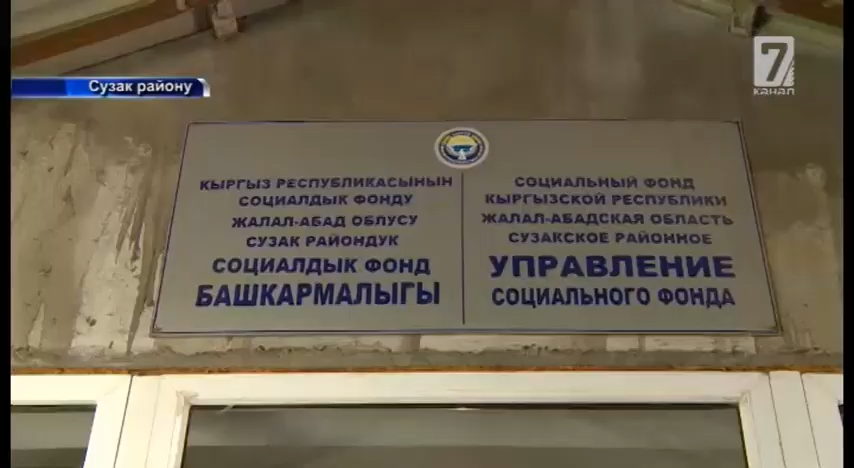 Сузак району
7
КАНАЛ
КЫРГЫЗ РЕСПУБЛИКАСЫНЫН
СОЦИАЛДЫК ФОНДУ
ЖАЛАЛ-АБАД ОБЛУСУ
СУЗАК РАЙОНДУК
СОЦИАЛДЫК ФОНД
БАШКАРМАЛЫГЫ
СОЦИАЛЬНЫЙ ФОНД
КЫРГЫЗСКОЙ РЕСПУБЛИКИ
ЖАЛАЛ-АБАДСКАЯ ОБЛАСТЬ
СУЗАКСКОЕ РАЙОННОЕ
УПРАВЛЕНИЕ
СОЦИАЛЬНОГО ФОНДА